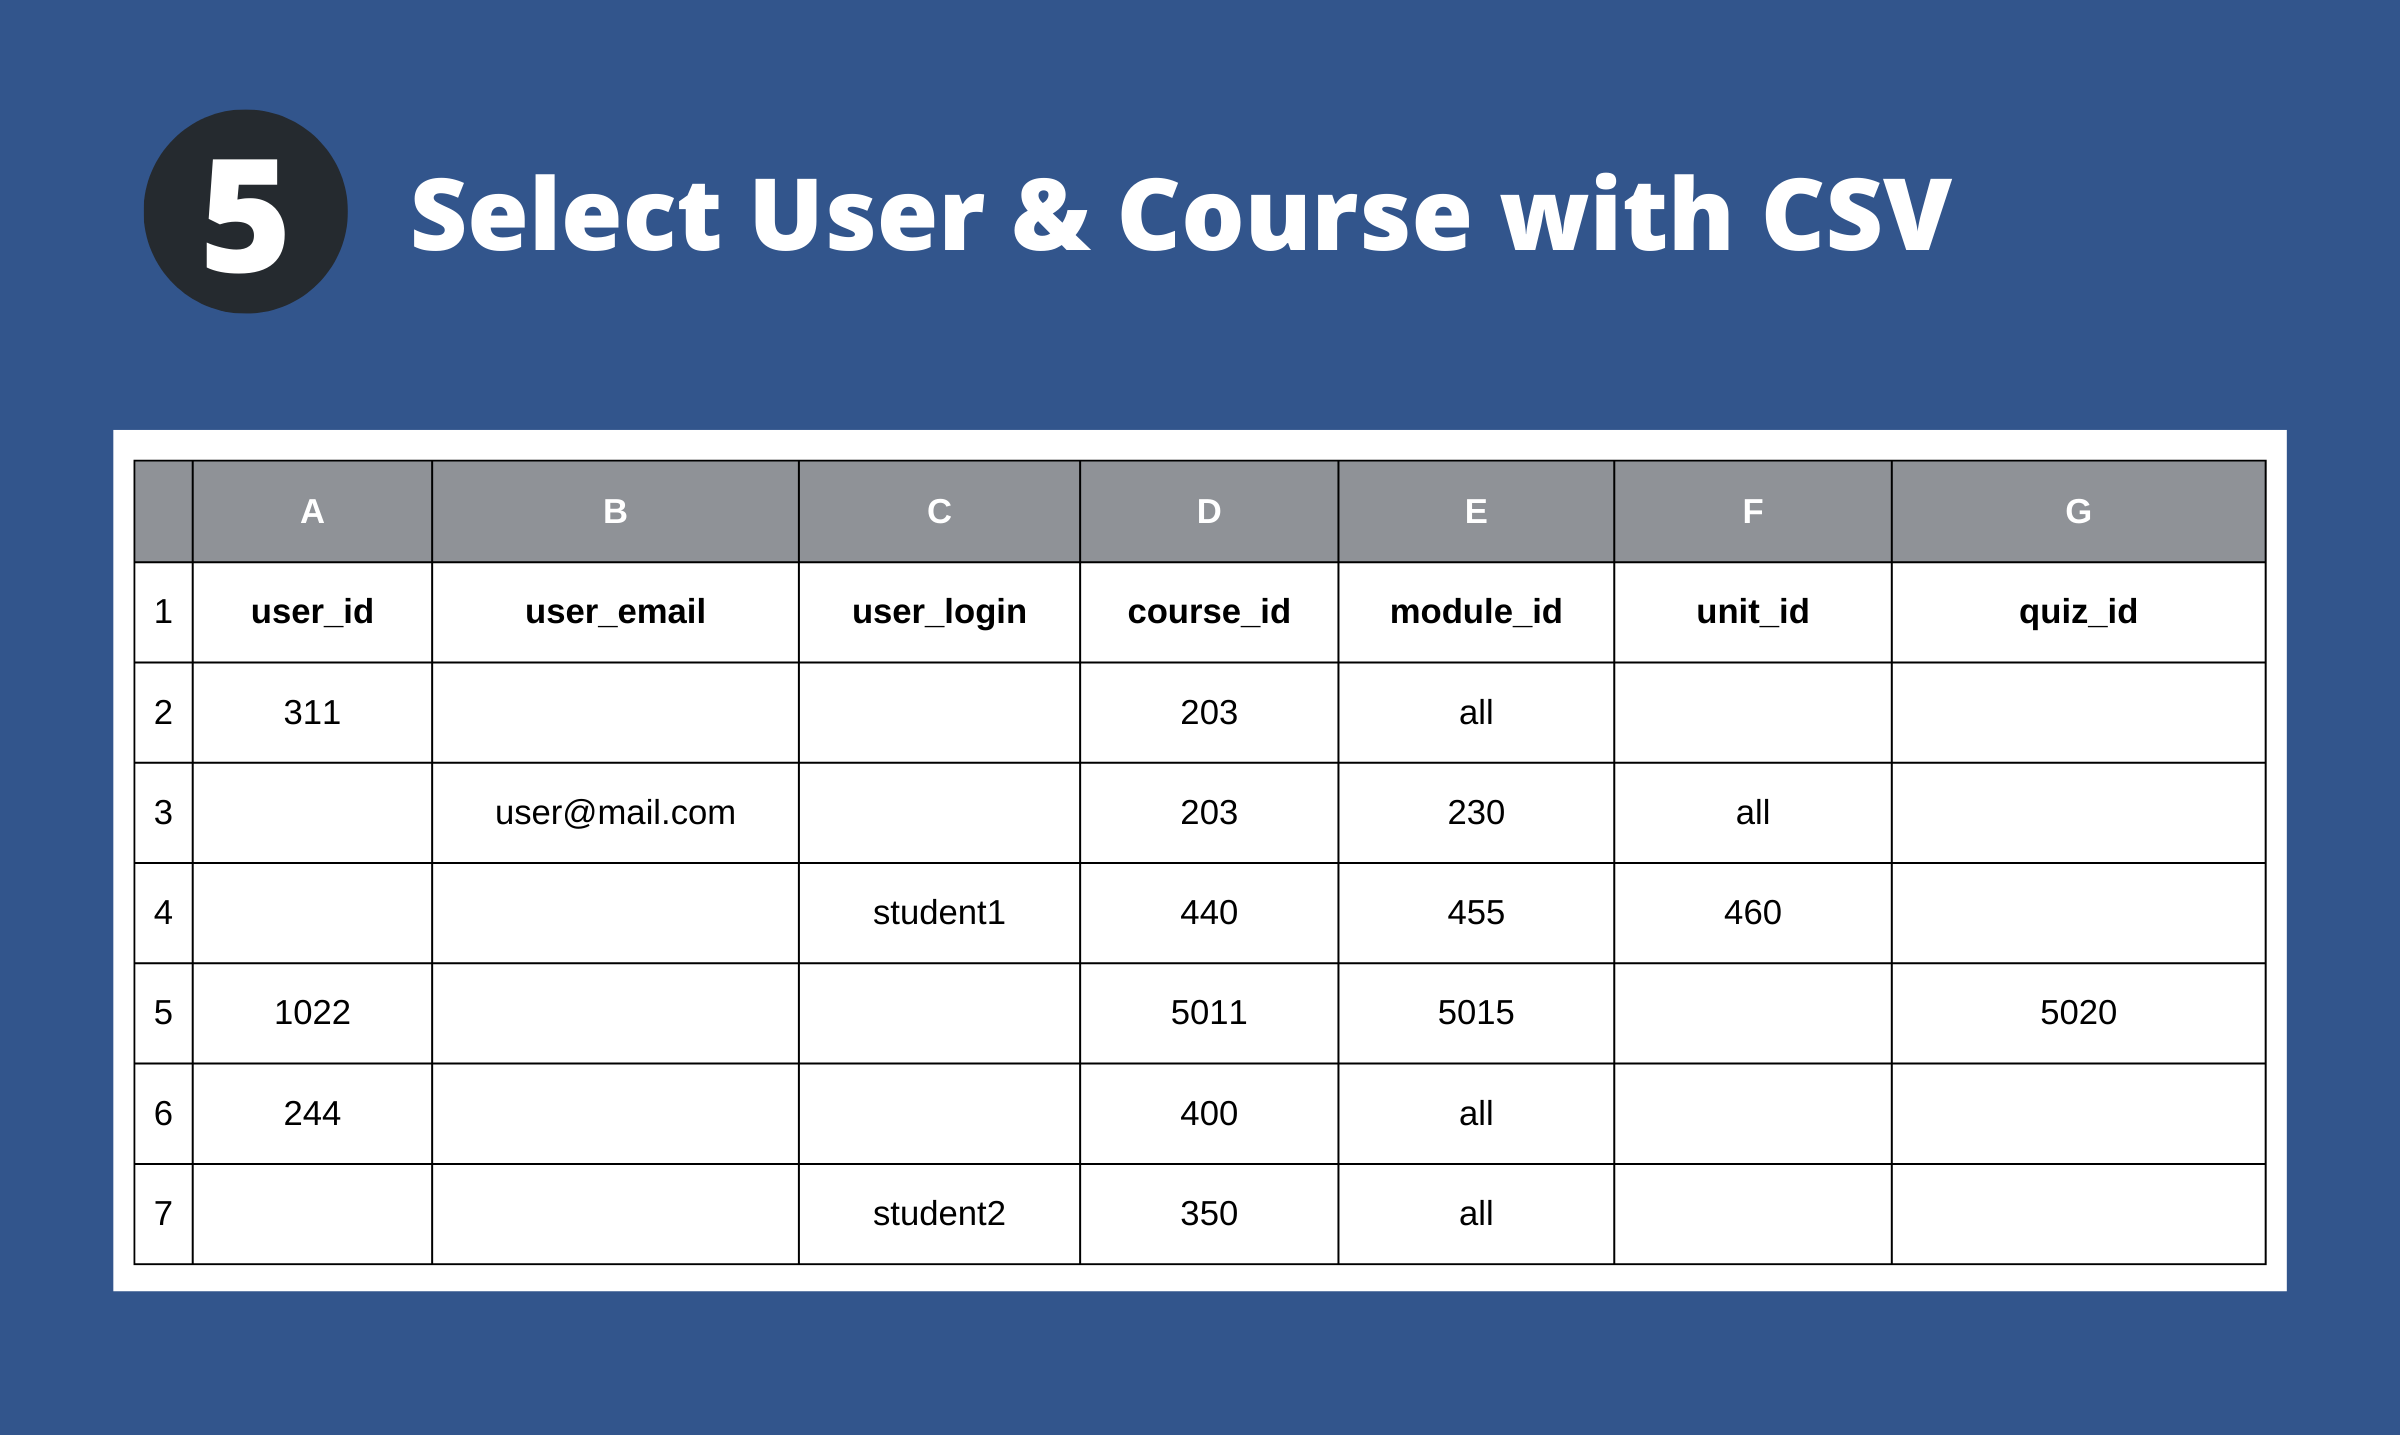 5 Select User & Course with CSV
A B C D E F G
1 user_id user_email user_login course_id module_id unit_id quiz_id
2 311 203 all
3 user@mail.com 203 230 all
4 student1 440 455 460
5 1022 5011 5015 5020
6 244 400 all
7 student2 350 all